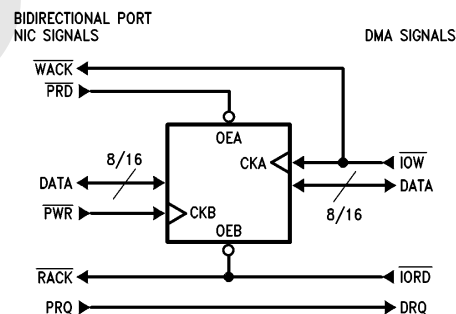 BIDIRECTIONAL PORT
NIC SIGNALS
DMA SIGNALS
WACK
PRD
OEA
8/16
CKA
IOW
DATA
DATA
PWR
CKB
8/16
OEB
RACK
IORD
PRQ
DRQ